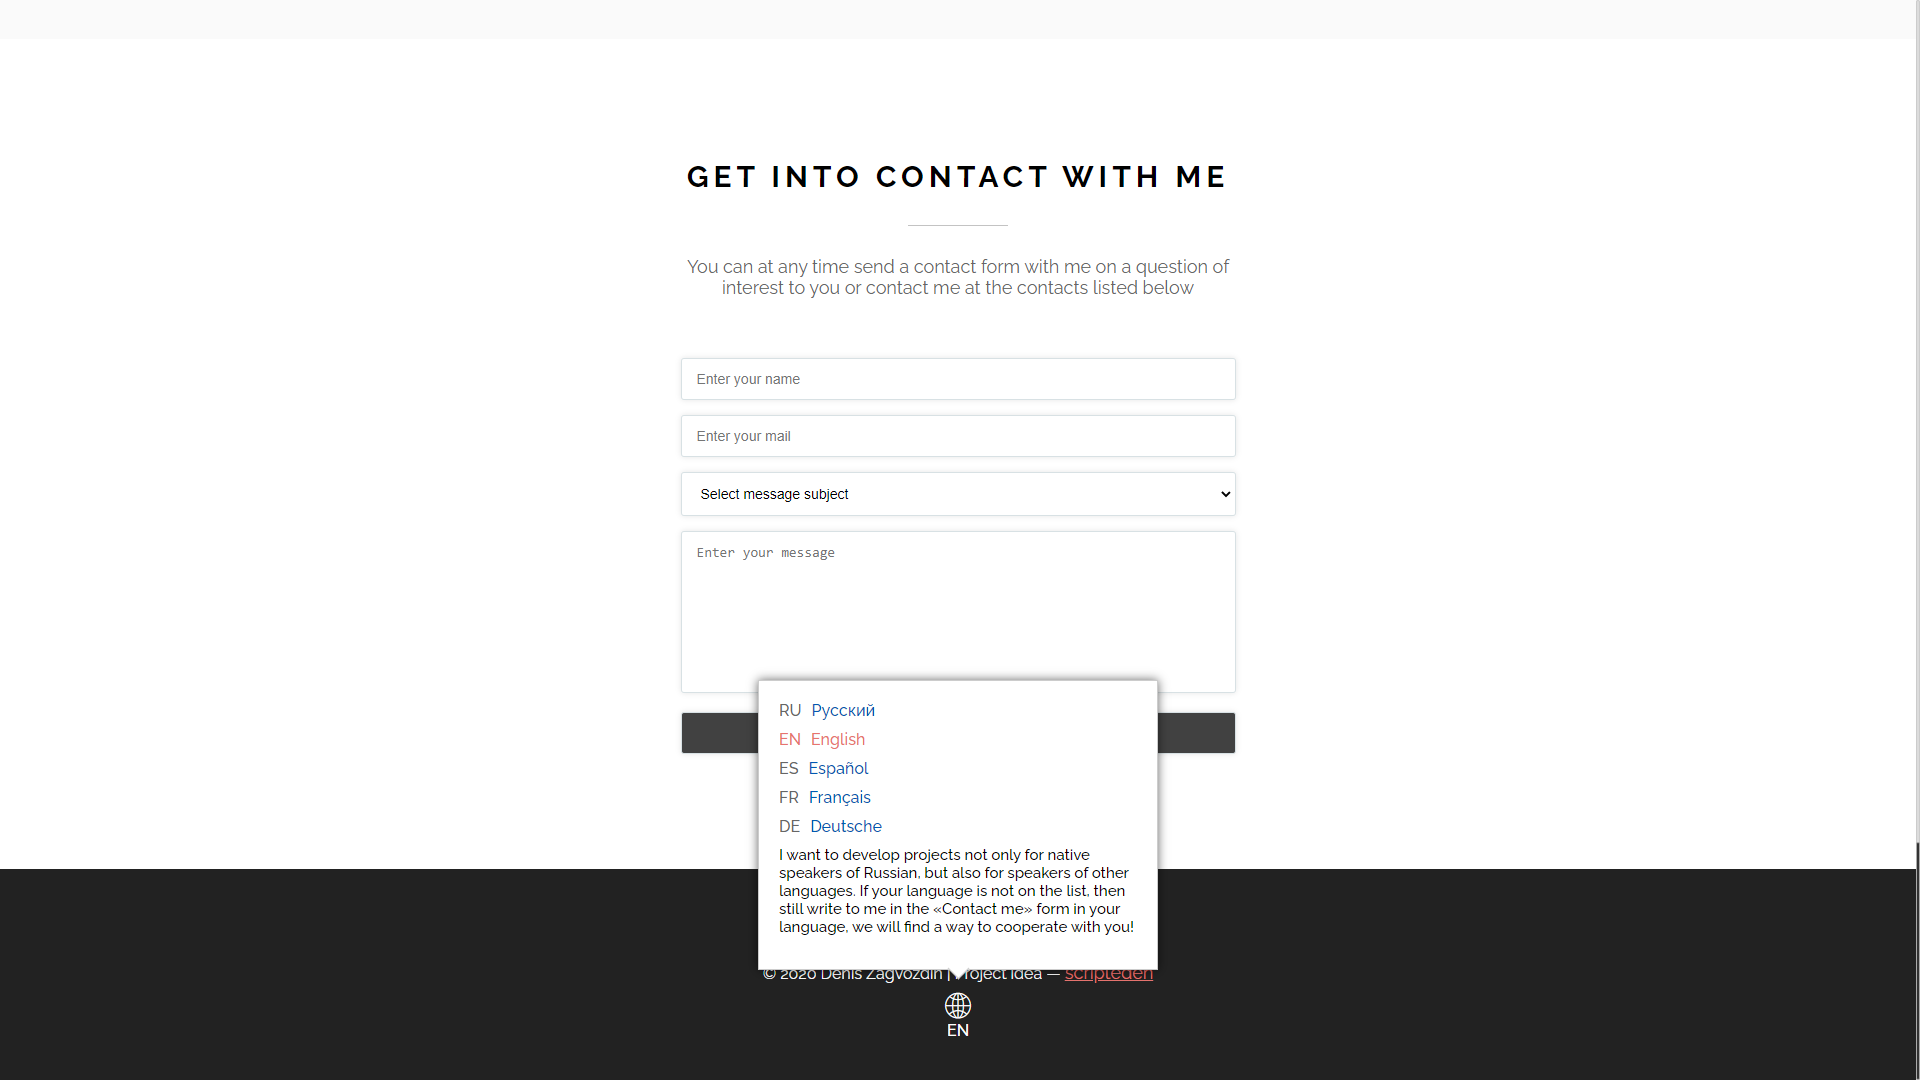 GET INTO CONTACT WITH ME
You can at any time send a contact form with me on a question of
interest to you or contact me at the contacts listed below
Enter your name
Enter your mail
Select message subject
Enter your message
RU Русский
EN English
ES Español
FR Français
DE Deutsche
I want to develop projects not only for native
speakers of Russian, but also for speakers of other
languages. If your language is not on the list, then
still write to me in the «Contact me» form in your
language, we will find a way to cooperate with you!
© 2020 Denis Zagvozdin | Project Idea — scripteden
EN